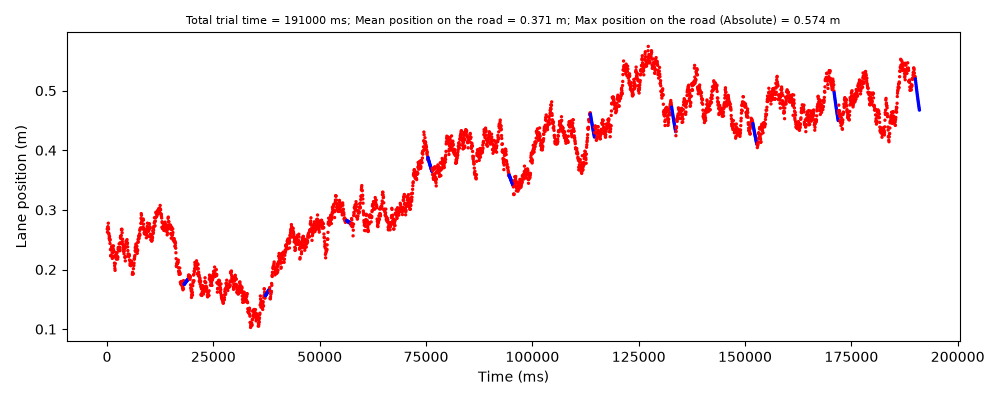 Total trial time = 191000 ms; Mean position on the road = 0.371 m; Max position on the road (Absolute) = 0.574 m
0.5
0.4
0.3
0.2
0.1
Lane position (m)
0 25000 50000 75000 100000 125000 150000 175000 200000
Time (ms)